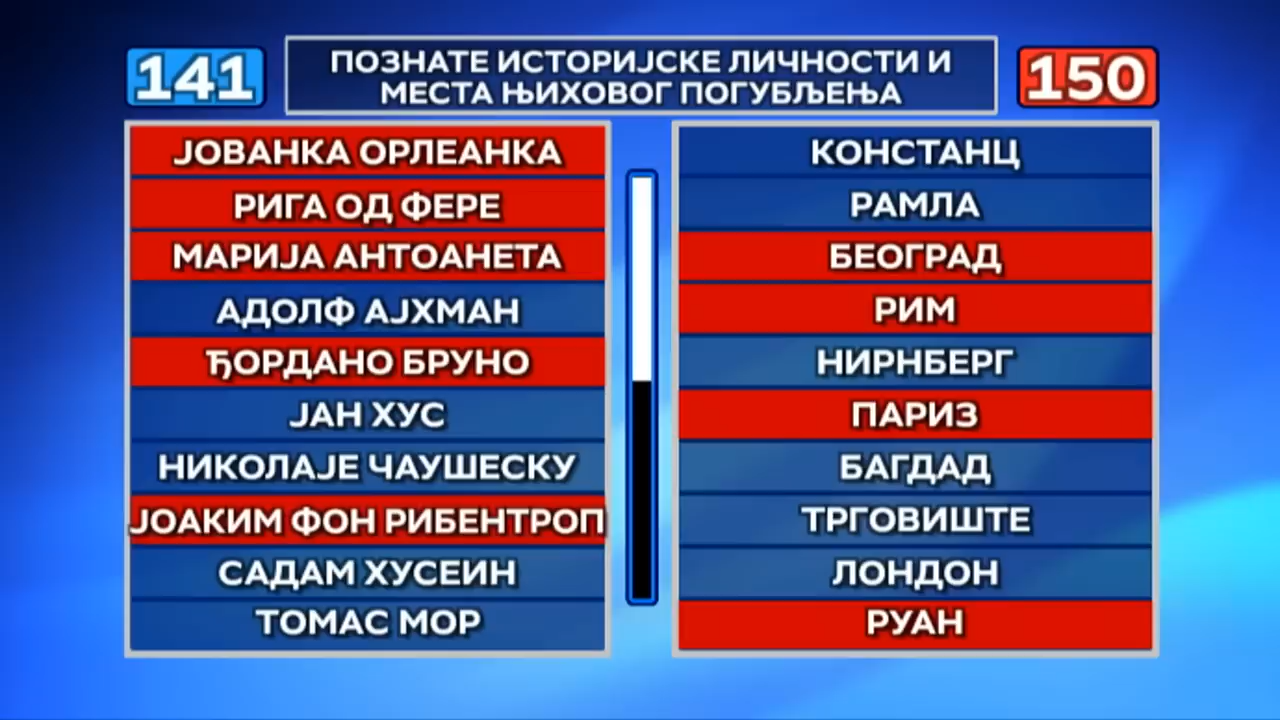 141
ПОЗНАТЕ ИСТОРИЈСКЕ ЛИЧНОСТИ И
МЕСТА ЊИХОВОГ ПОГУБЉЕЊА
150
ЈОВАНКА ОРЛЕАНКА
РИГА ОД ФЕРЕ
МАРИЈА АНТОАНЕТА
АДОЛФ АЈХМАН
ЂОРДАНО БРУНО
ЈАН ХУС
НИКОЛАЈЕ ЧАУШЕСКУ
ЈОАКИМ ФОН РИБЕНТРОП
САДАМ ХУСЕИН
ТОМАС МОР
КОНСТАНЦ
РАМЛА
БЕОГРАД
РИМ
НИРНБЕРГ
ПАРИЗ
БАГДАД
ТРГОВИШТЕ
ЛОНДОН
РУАН